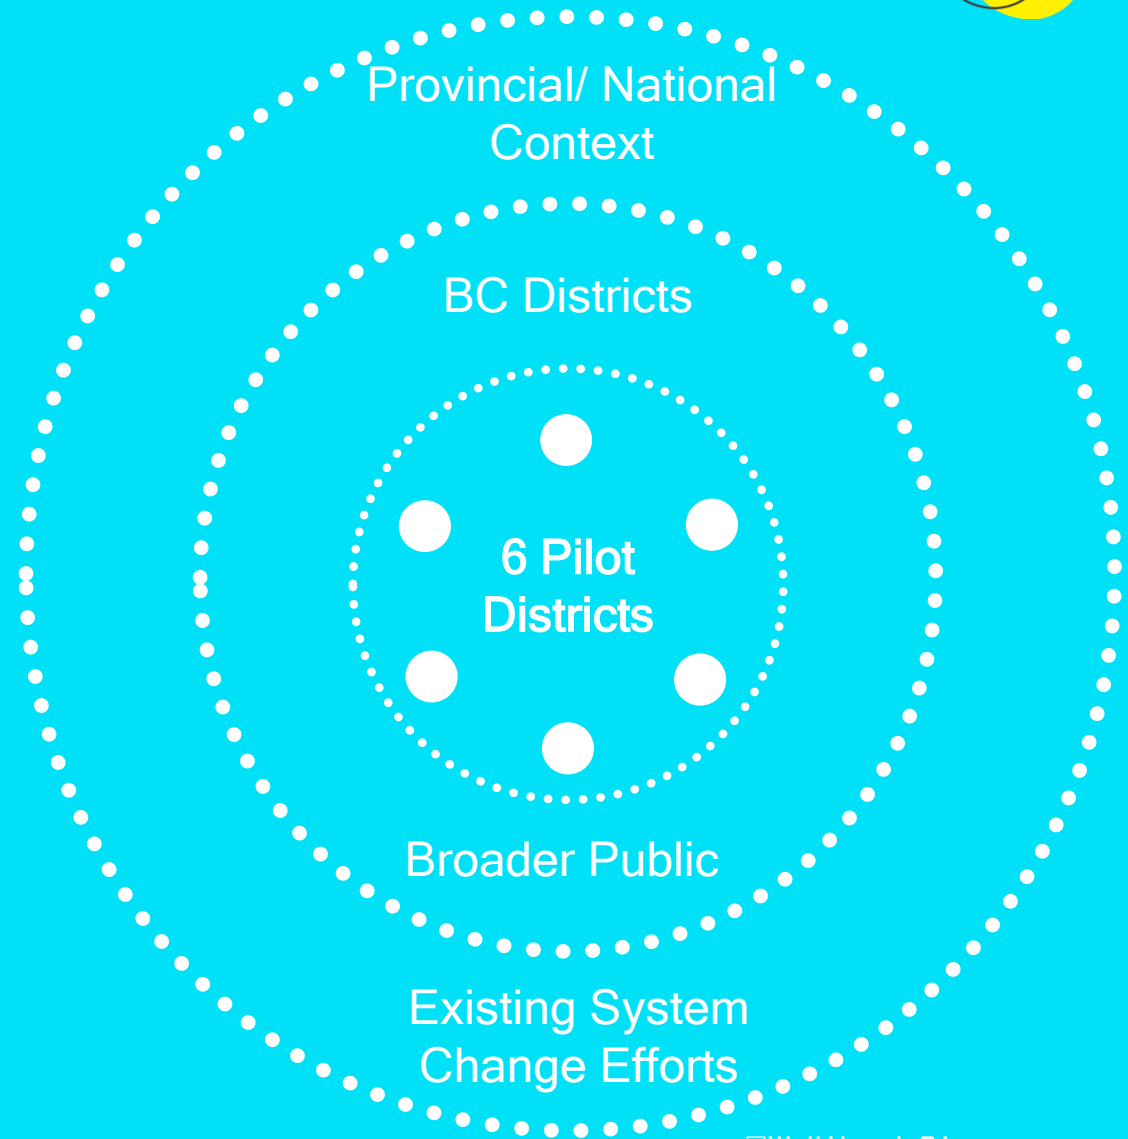 Provincial/ National
Context
BC Districts
6 Pilot
Districts
Broader Public
Existing System
Change Efforts